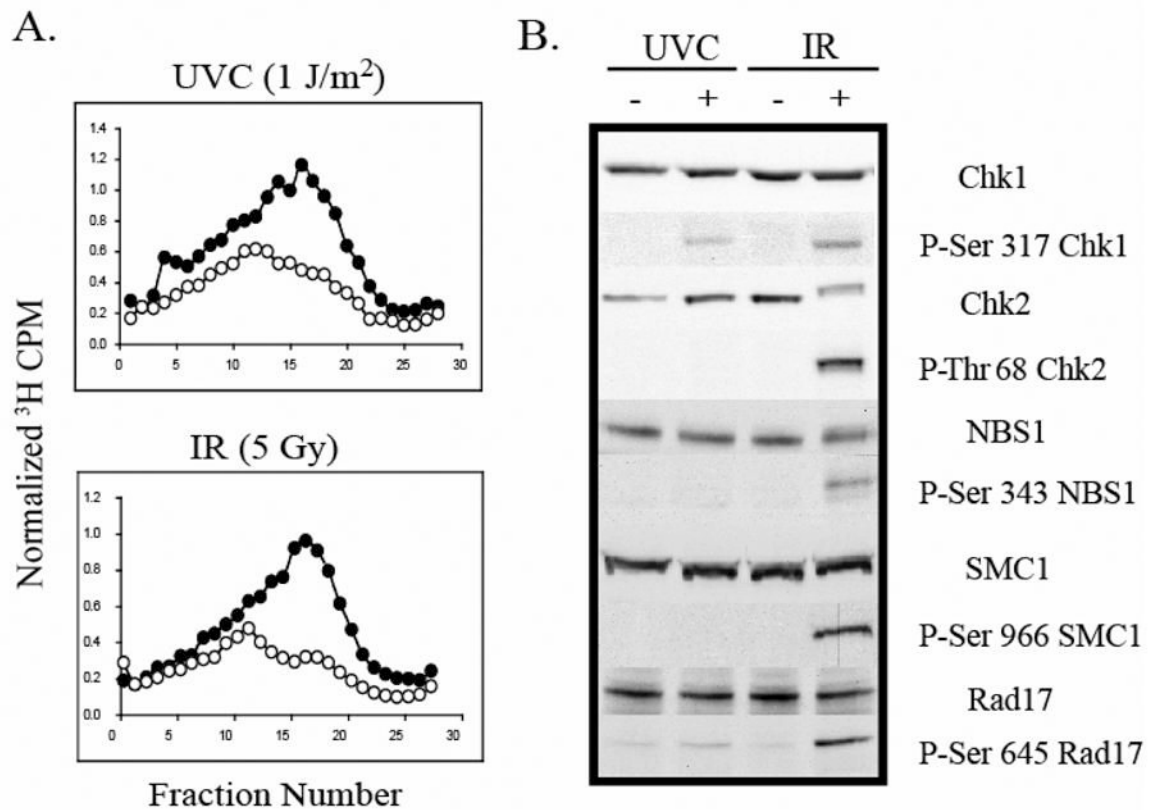 A.
UVC (1 J/m²)
1.4
1.2
1.0
0.8
0.6
0.4
0.2
0.0
0 5 10 15 20 25 30
IR (5 Gy)
1.2
1.0
0.8
0.6
0.4
0.2
0.0
0 5 10 15 20 25 30
Normalized ³H CPM
Fraction Number
B.
UVC IR
- + - +
Chk1
P-Ser 317 Chk1
Chk2
P-Thr 68 Chk2
NBS1
P-Ser 343 NBS1
SMC1
P-Ser 966 SMC1
Rad17
P-Ser 645 Rad17